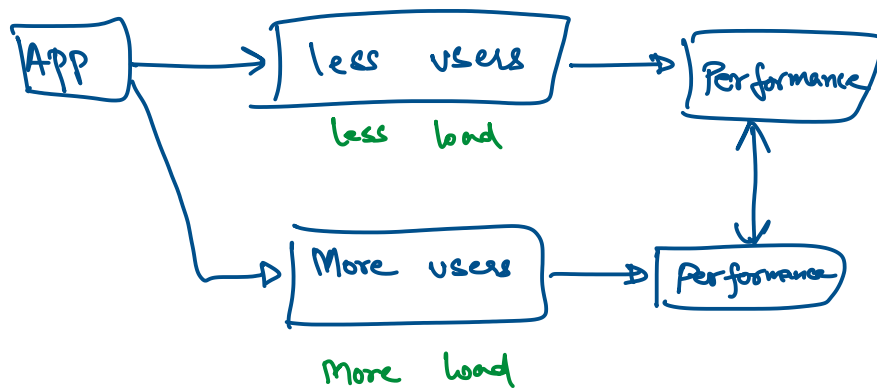 App
less users
Performance
less load
More users
Performance
More load